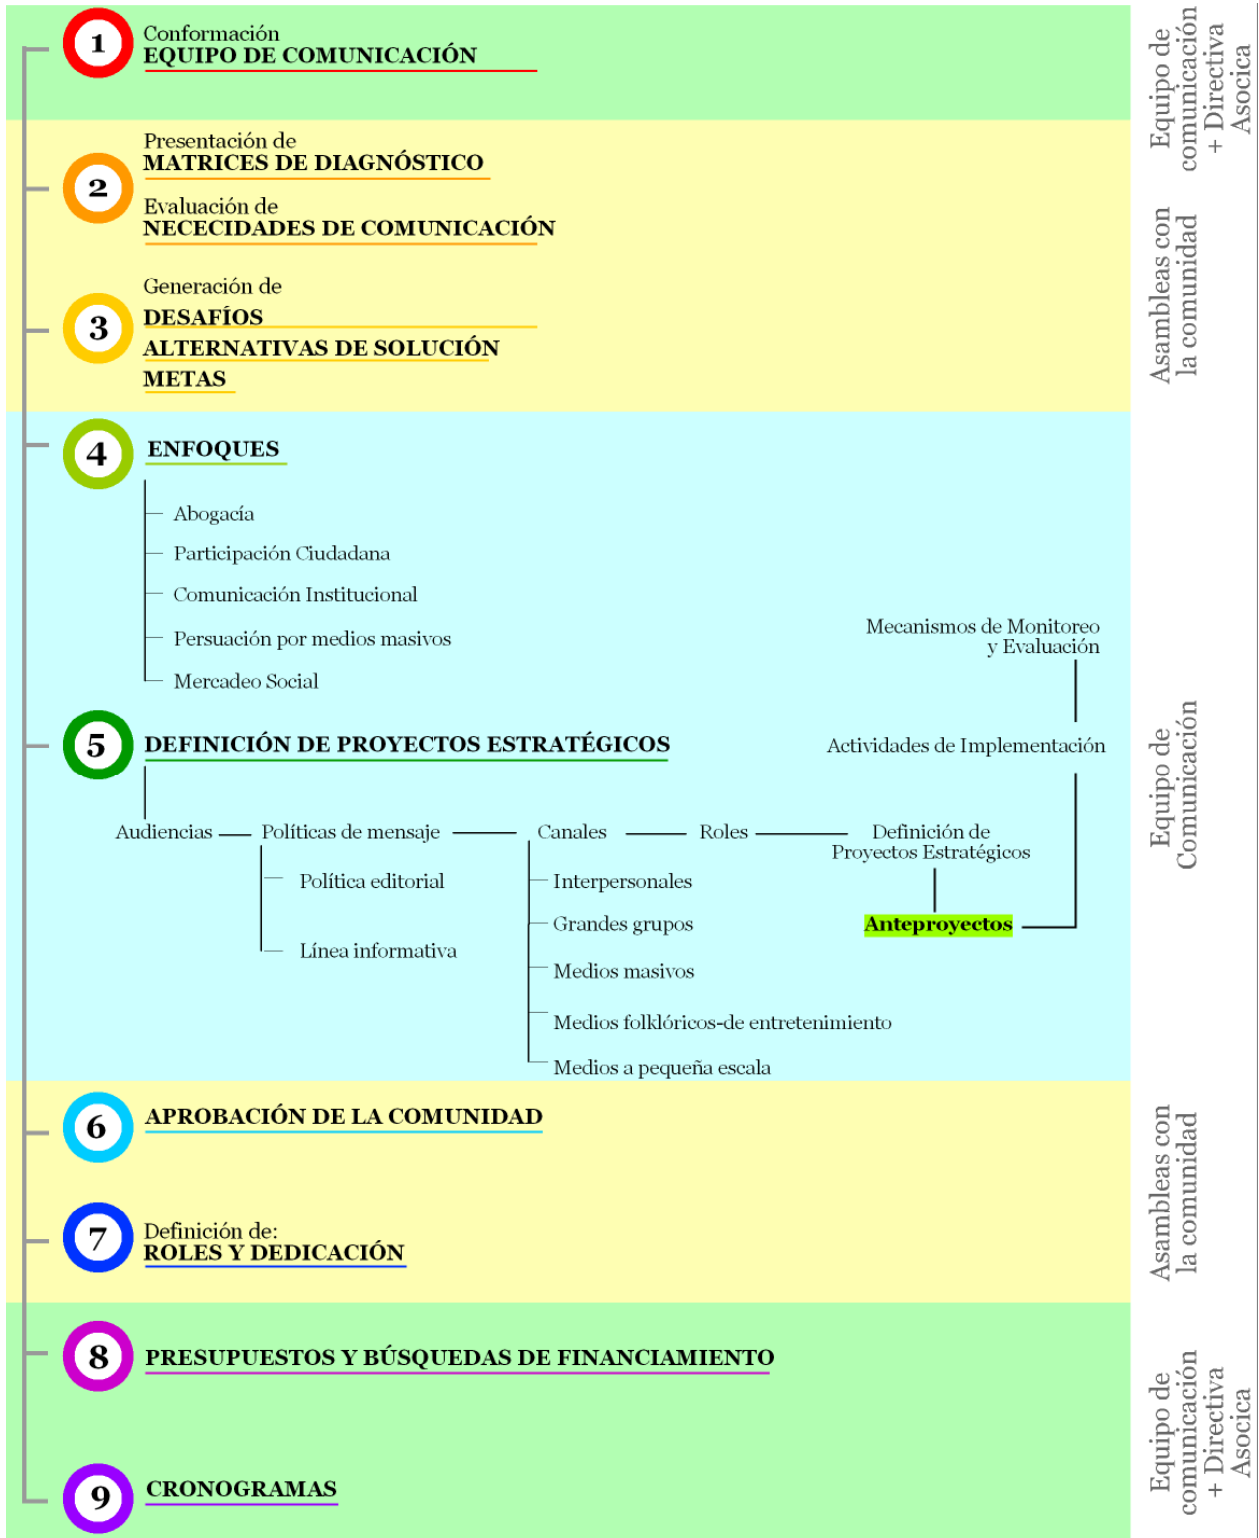 1
Conformación
EQUIPO DE COMUNICACIÓN
Equipo de
comunicación
+ Directiva
Asocica
2
Presentación de
MATRICES DE DIAGNÓSTICO
Evaluación de
NECECIDADES DE COMUNICACIÓN
3
Generación de
DESAFÍOS
ALTERNATIVAS DE SOLUCIÓN
METAS
Asambleas con
la comunidad
4
ENFOQUES
Abogacía
Participación Ciudadana
Comunicación Institucional
Persuación por medios masivos
Mercadeo Social
5
DEFINICIÓN DE PROYECTOS ESTRATÉGICOS
Audiencias
Políticas de mensaje
Política editorial
Línea informativa
Canales
Interpersonales
Grandes grupos
Medios masivos
Medios folklóricos-de entretenimiento
Medios a pequeña escala
Roles
Definición de
Proyectos Estratégicos
Anteproyectos
Actividades de Implementación
Mecanismos de Monitoreo
y Evaluación
Equipo de
Comunicación
6
APROBACIÓN DE LA COMUNIDAD
7
Definición de:
ROLES Y DEDICACIÓN
Asambleas con
la comunidad
8
PRESUPUESTOS Y BÚSQUEDAS DE FINANCIAMIENTO
9
CRONOGRAMAS
Equipo de
comunicación
+ Directiva
Asocica